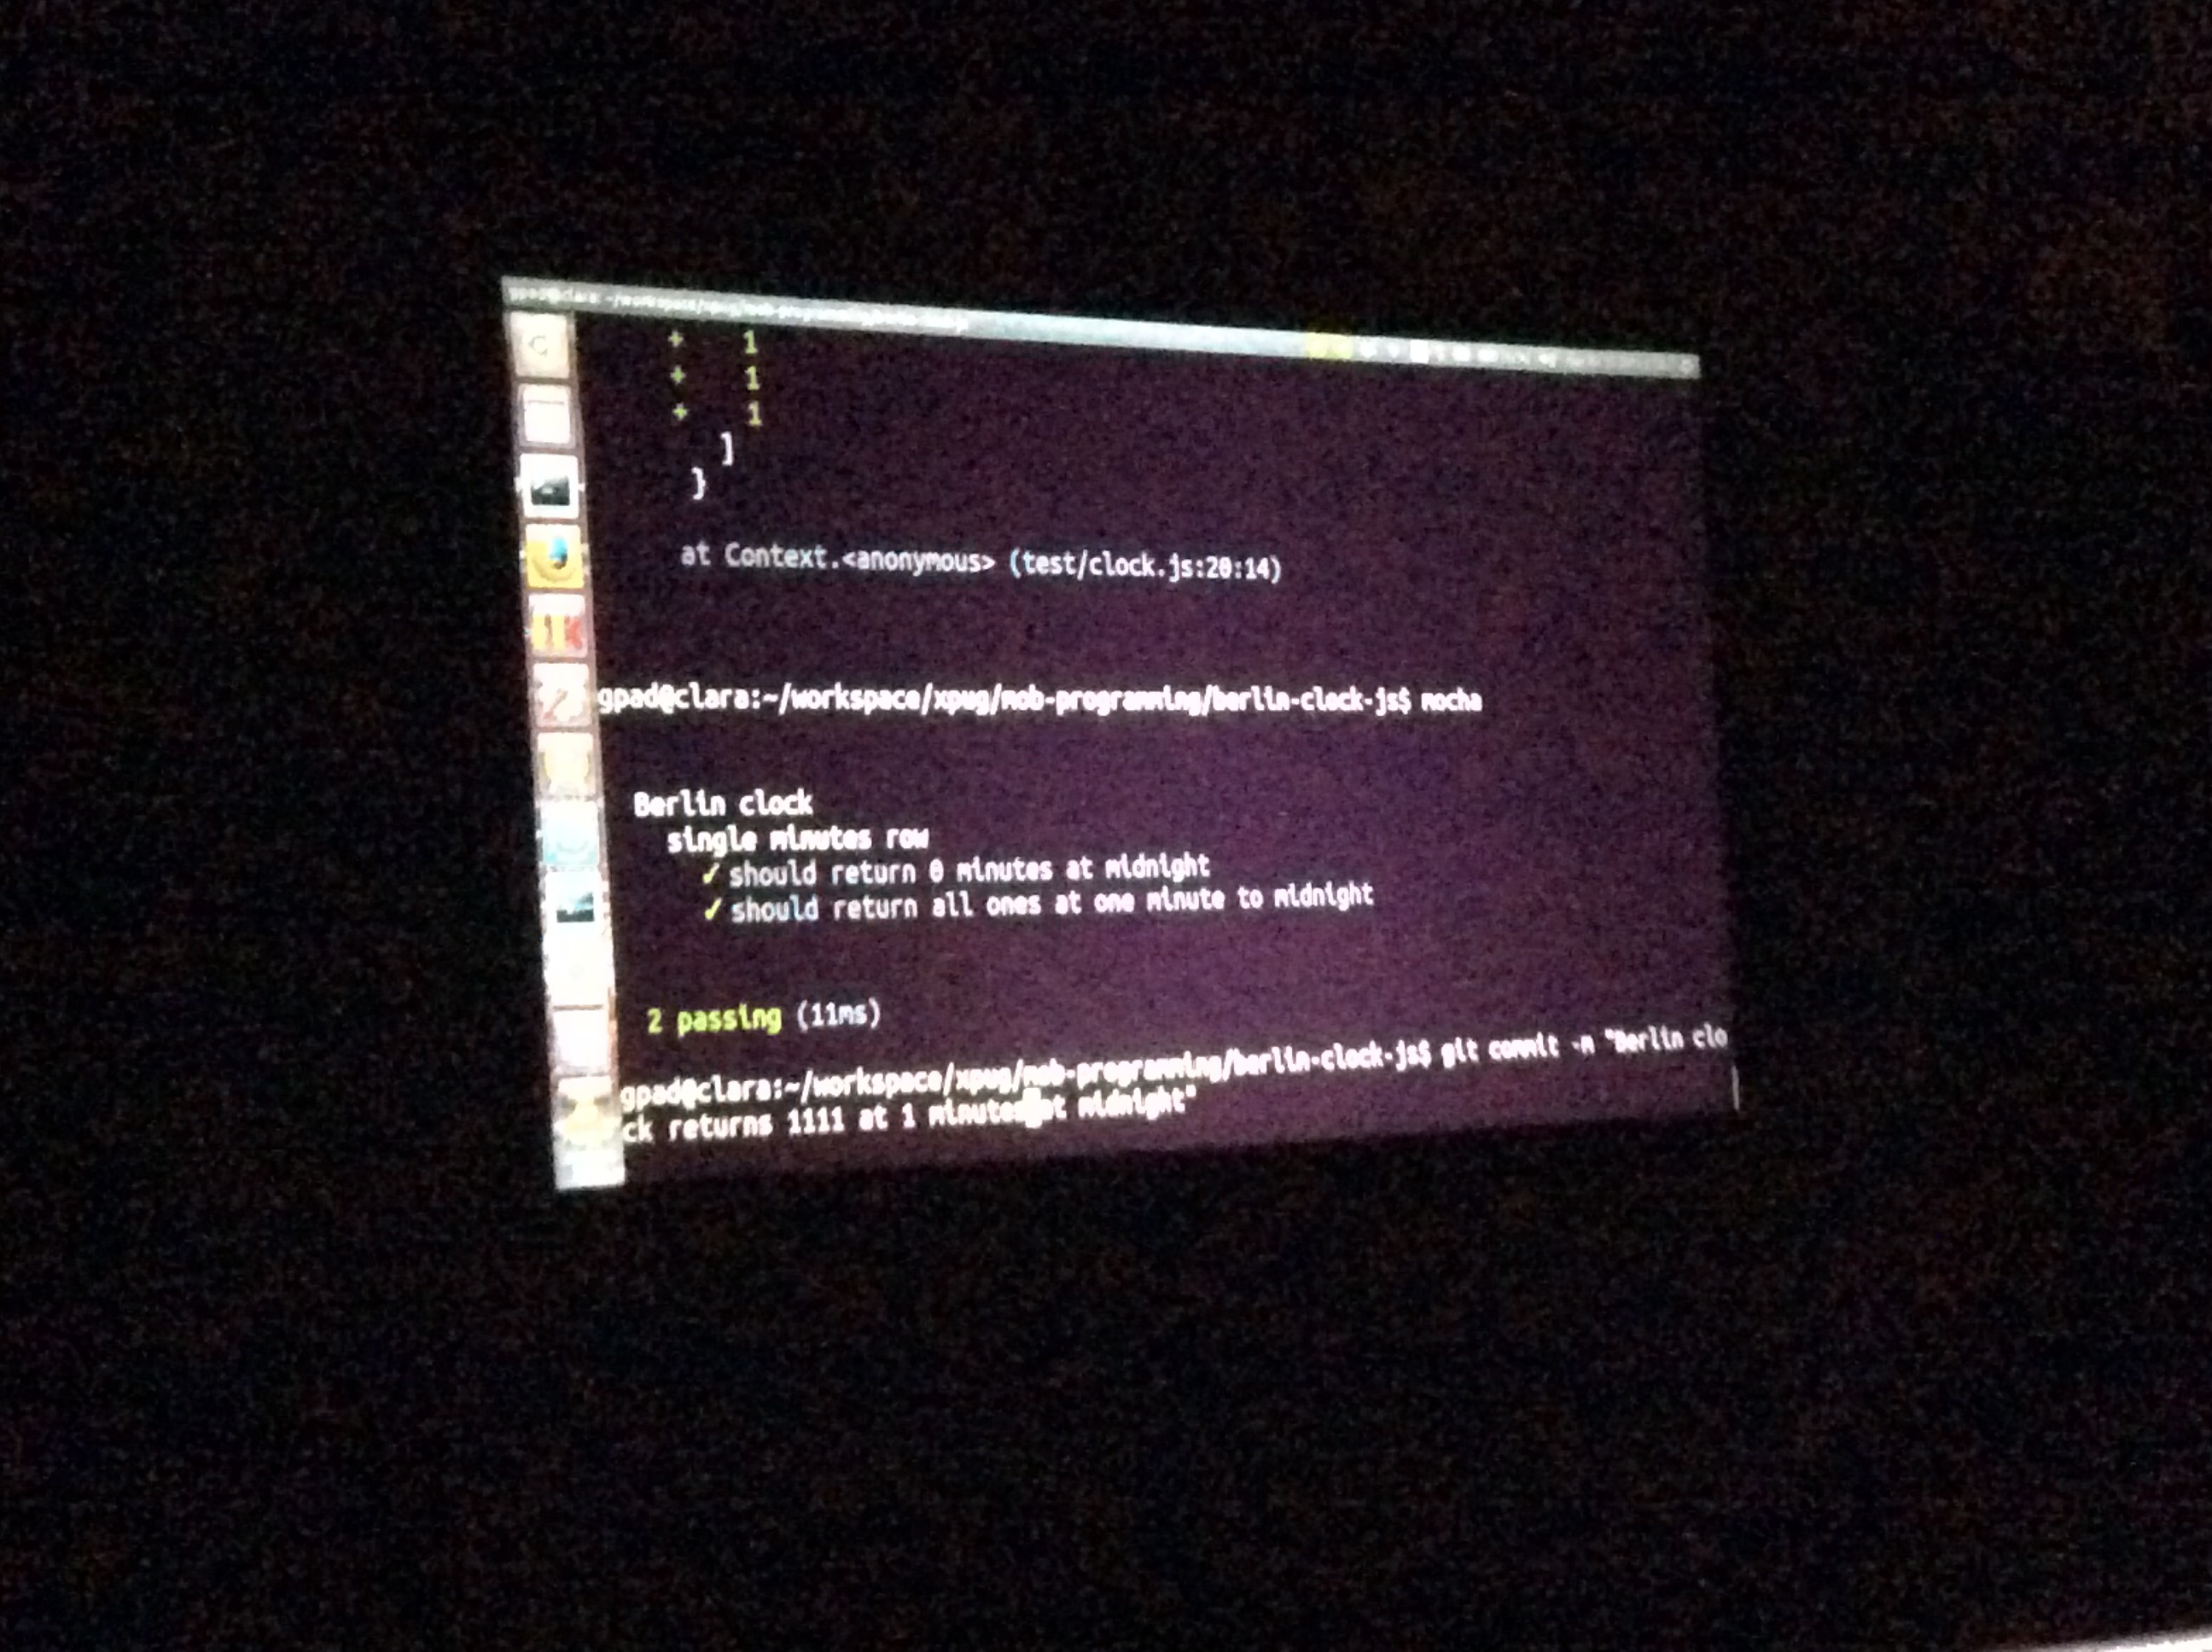 + 1
+ 1
+ 1
]
}
at Context.<anonymous> (test/clock.js:20:14)
gpad@clara:~/workspace/xpug/mob-programming/berlin-clock-js$ mocha
Berlin clock
single minutes row
✓ should return 0 minutes at midnight
✓ should return all ones at one minute to midnight
2 passing (11ms)
gpad@clara:~/workspace/xpug/mob-programming/berlin-clock-js$ git commit -m "Berlin clo
ck returns 1111 at 1 minutes at midnight"